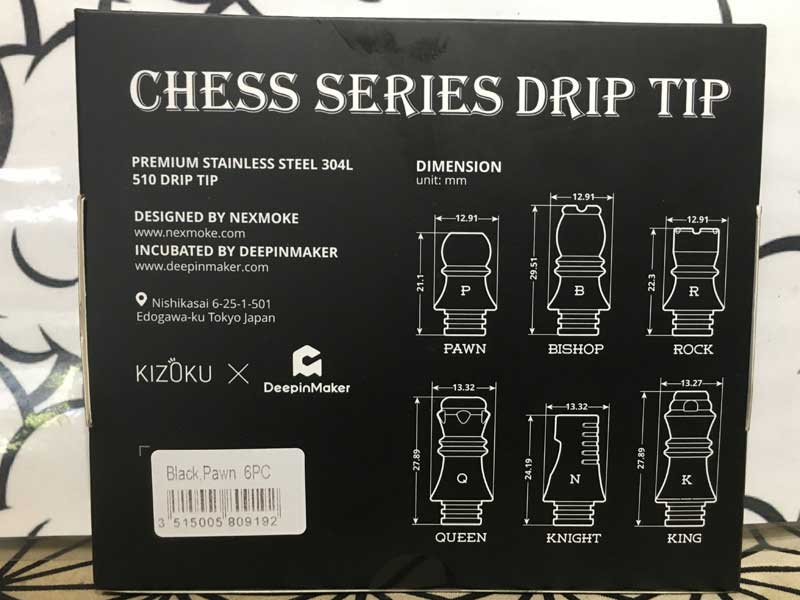 CHESS SERIES DRIP TIP
PREMIUM STAINLESS STEEL 304L
510 DRIP TIP
DESIGNED BY NEXMOKE
www.nexmoke.com
INCUBATED BY DEEPINMAKER
www.deepinmaker.com
Nishikasai 6-25-1-501
Edogawa-ku Tokyo Japan
KIZOKU X
DeepinMaker
Black,Pawn 6PC
3 515005 809192
DIMENSION
unit: mm
12.91
21.1
P
PAWN
12.91
29.51
B
BISHOP
12.91
22.3
R
ROCK
13.32
27.89
Q
QUEEN
13.32
24.19
N
KNIGHT
13.27
27.89
K
KING